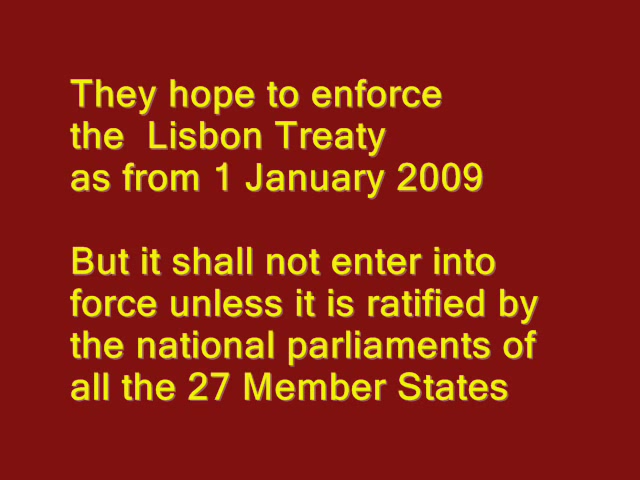 They hope to enforce
the Lisbon Treaty
as from 1 January 2009
But it shall not enter into
force unless it is ratified by
the national parliaments of
all the 27 Member States